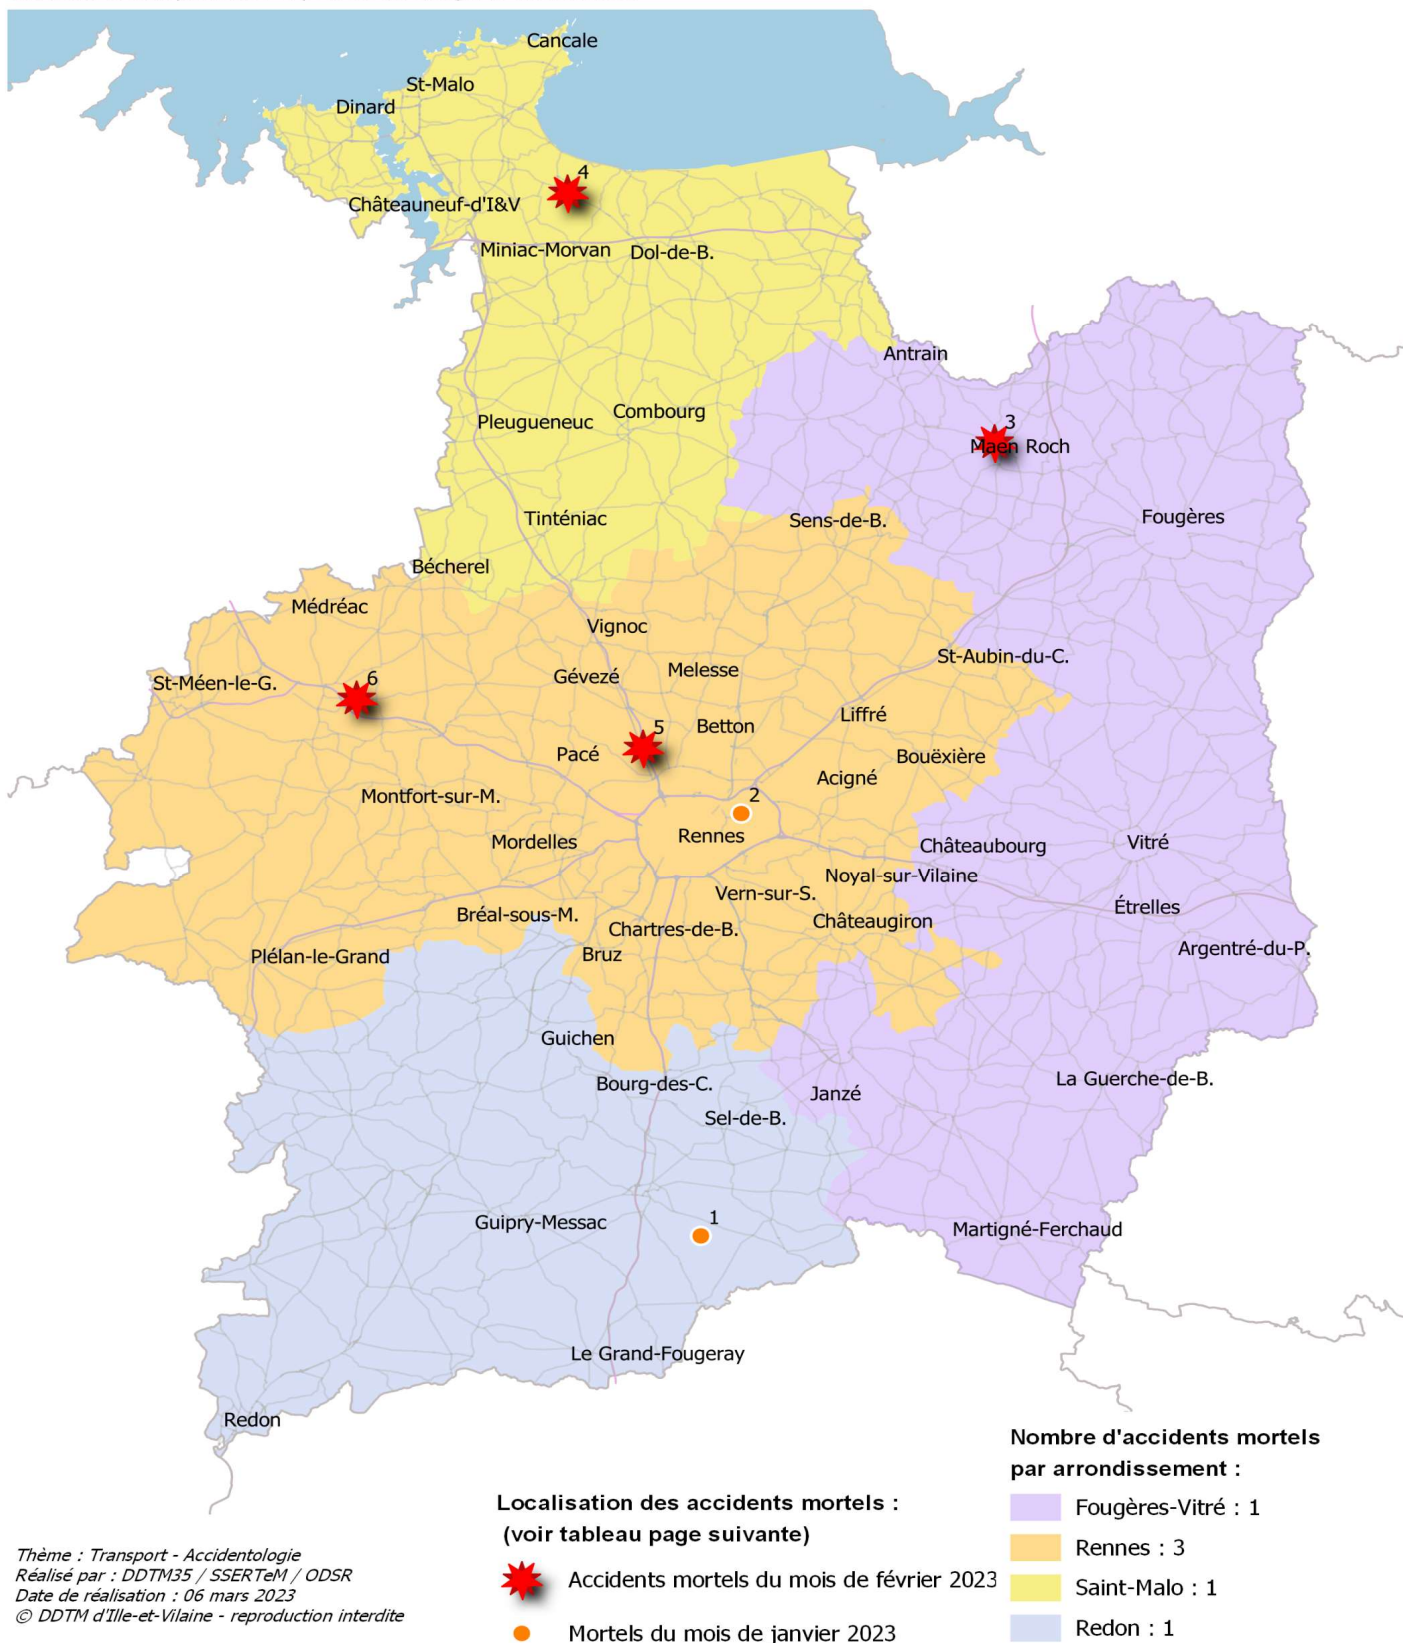 Cancale
St-Malo
Dinard
4
Châteauneuf-d'I&V
Miniac-Morvan
Dol-de-B.
Antrain
Pleugueneuc
Combourg
3
Maen Roch
Tinténiac
Sens-de-B.
Fougères
Bécherel
Médréac
Vignoc
St-Méen-le-G.
6
Gévezé
Melesse
St-Aubin-du-C.
Pacé
5
Betton
Liffré
Bouëxière
Acigné
Montfort-sur-M.
2
Mordelles
Rennes
Châteaubourg
Vitré
Noyal-sur-Vilaine
Vern-sur-S.
Étrelles
Bréal-sous-M.
Chartres-de-B.
Châteaugiron
Plélan-le-Grand
Bruz
Argentré-du-P.
Guichen
Bourg-des-C.
Janzé
La Guerche-de-B.
Sel-de-B.
Guipry-Messac
1
Martigné-Ferchaud
Le Grand-Fougeray
Redon
Nombre d'accidents mortels
par arrondissement :
Fougères-Vitré : 1
Rennes : 3
Saint-Malo : 1
Redon : 1
Localisation des accidents mortels :
(voir tableau page suivante)
Accidents mortels du mois de février 2023
Mortels du mois de janvier 2023
Thème : Transport - Accidentologie
Réalisé par : DDTM35 / SSERTeM / ODSR
Date de réalisation : 06 mars 2023
© DDTM d'Ille-et-Vilaine - reproduction interdite